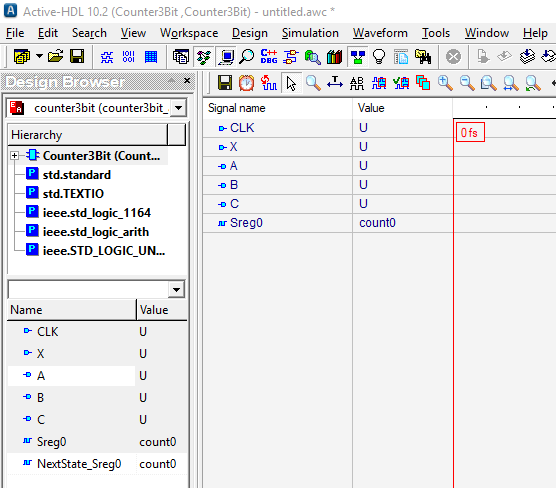 Active-HDL 10.2 (Counter3Bit ,Counter3Bit) - untitled.awc
File Edit Search View Workspace Design Simulation Waveform Tools Window Help
Design Browser
counter3bit (counter3bit_
Hierarchy
Counter3Bit (Count...
std.standard
std.TEXTIO
ieee.std_logic_1164
ieee.std_logic_arith
ieee.STD_LOGIC_UN...
Name Value
CLK U
X U
A U
B U
C U
Sreg0 count0
NextState_Sreg0 count0
Signal name Value
CLK U
X U
A U
B U
C U
Sreg0 count0
0 fs